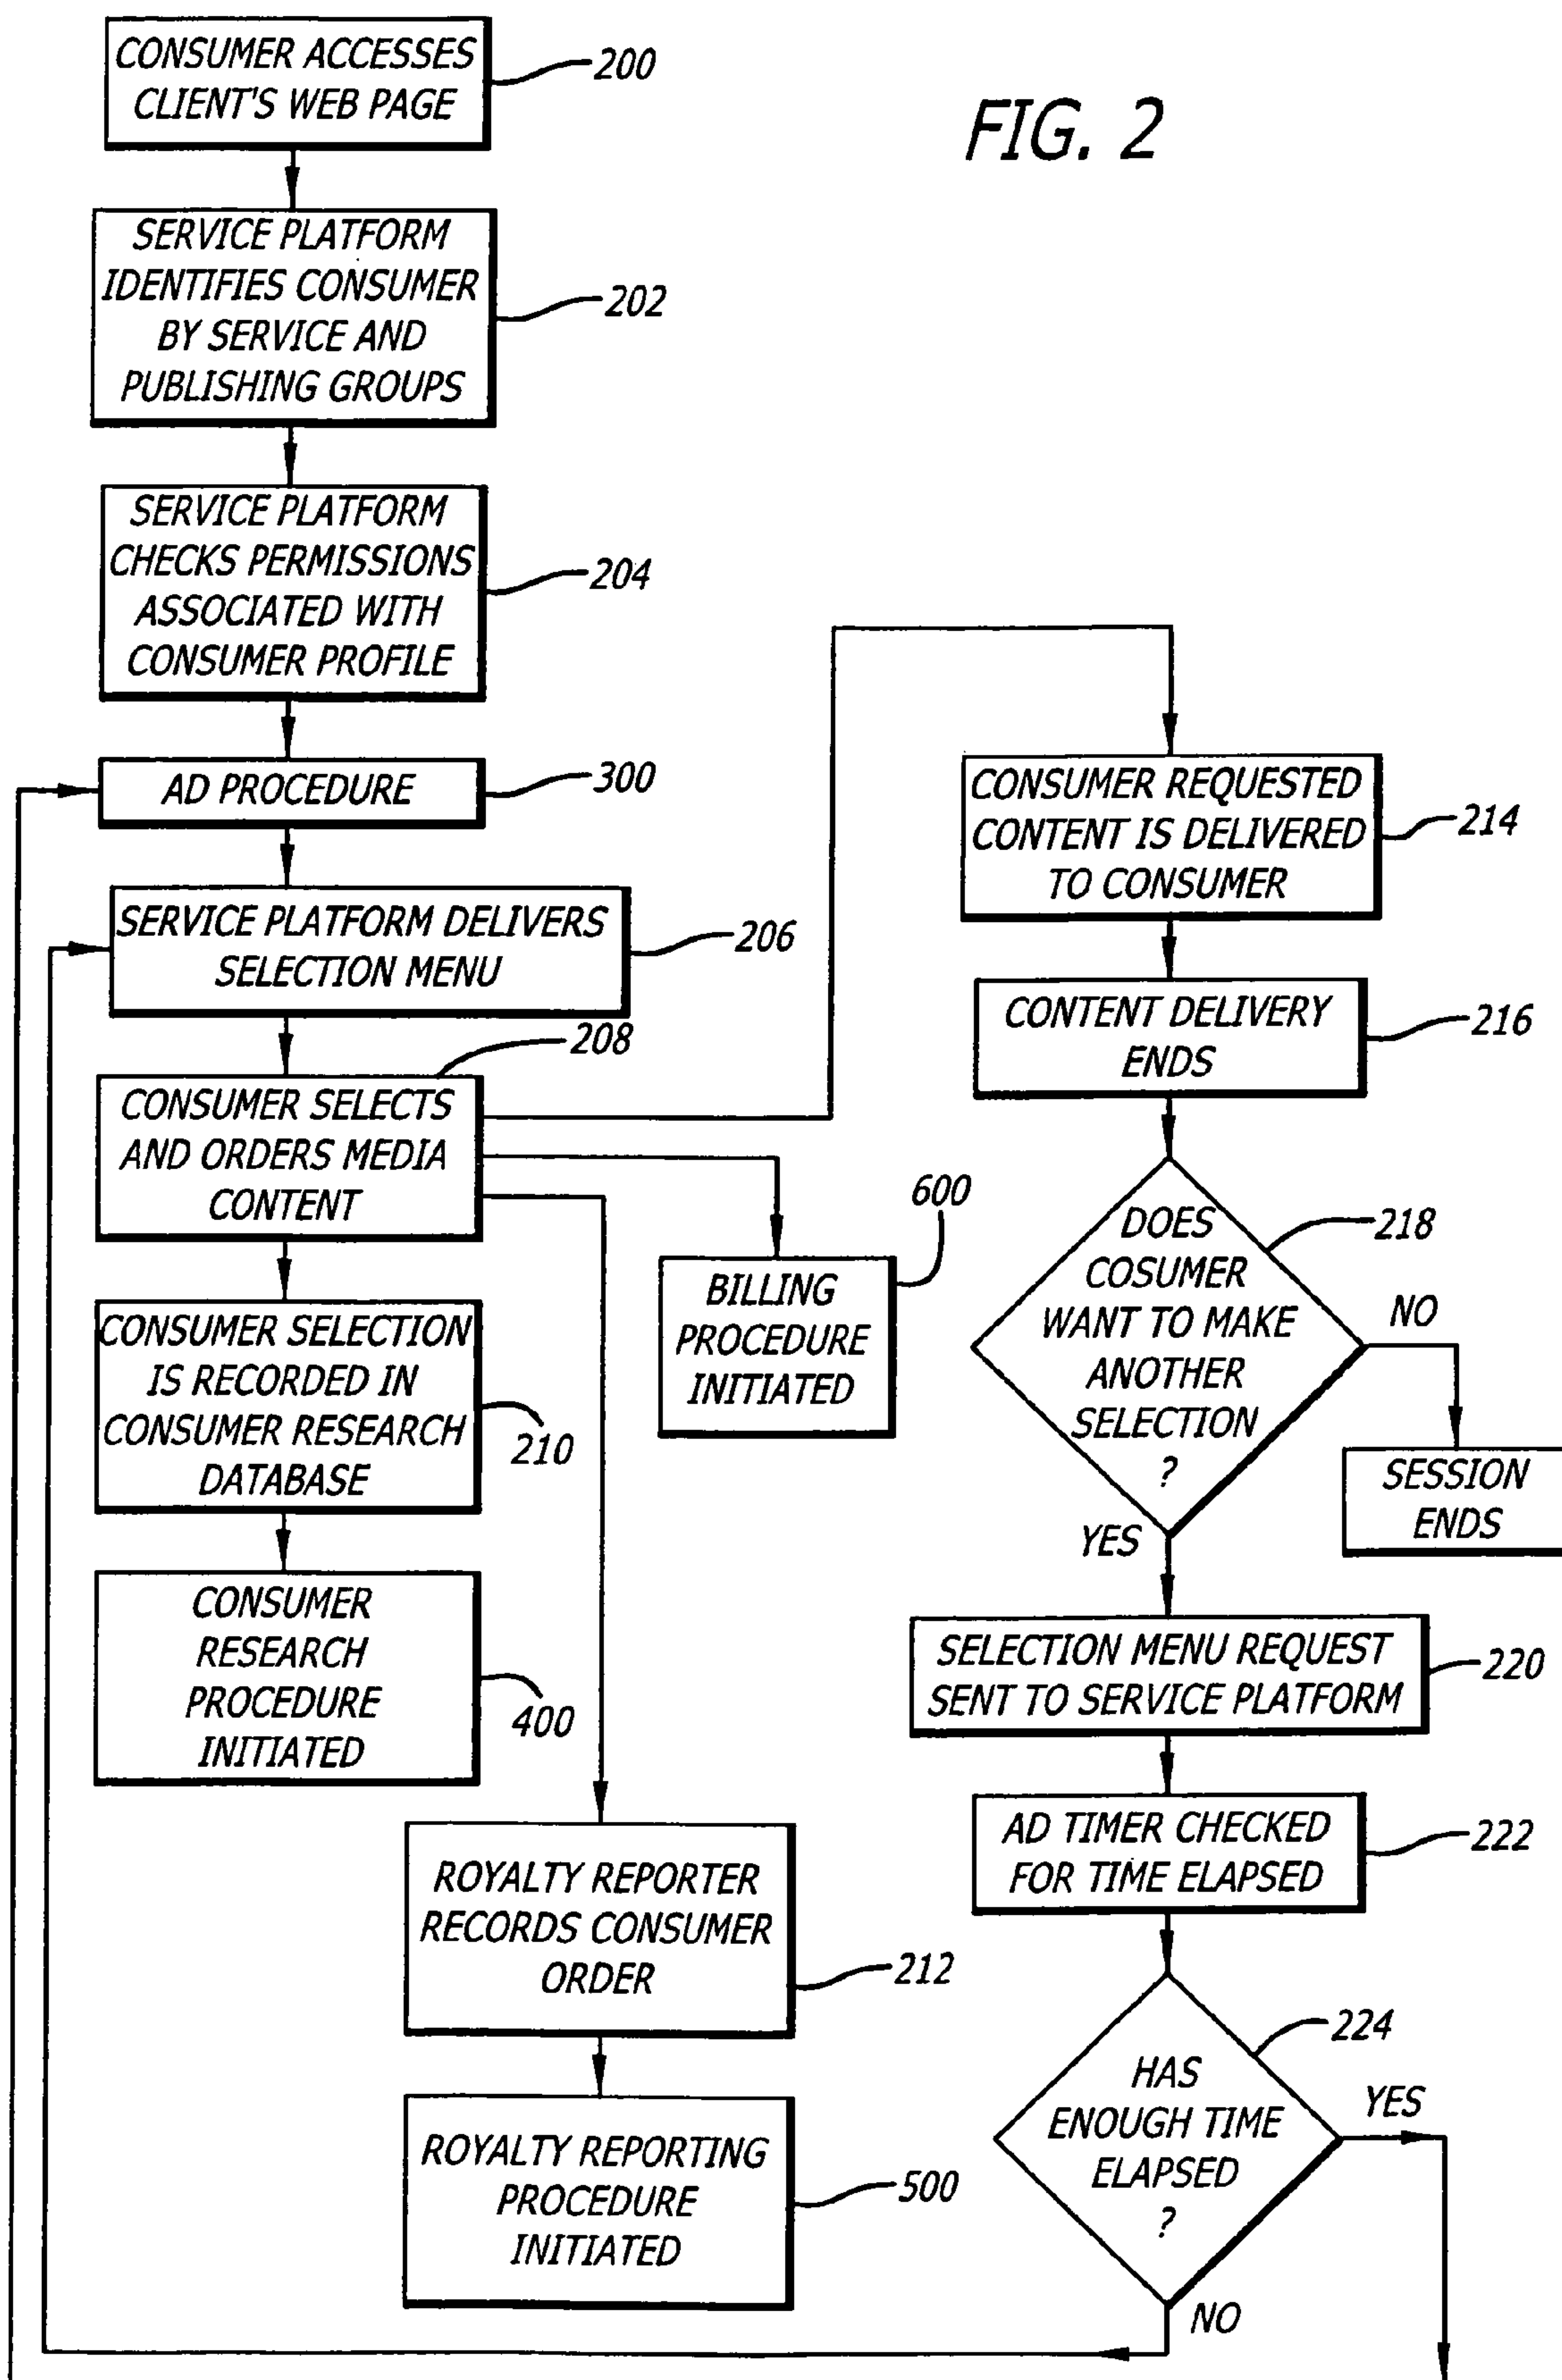 FIG. 2
CONSUMER ACCESSES
CLIENT'S WEB PAGE
200
SERVICE PLATFORM
IDENTIFIES CONSUMER
BY SERVICE AND
PUBLISHING GROUPS
202
SERVICE PLATFORM
CHECKS PERMISSIONS
ASSOCIATED WITH
CONSUMER PROFILE
204
AD PROCEDURE
300
SERVICE PLATFORM DELIVERS
SELECTION MENU
206
208
CONSUMER SELECTS
AND ORDERS MEDIA
CONTENT
CONSUMER SELECTION
IS RECORDED IN
CONSUMER RESEARCH
DATABASE
210
CONSUMER
RESEARCH
PROCEDURE
INITIATED
400
600
BILLING
PROCEDURE
INITIATED
ROYALTY REPORTER
RECORDS CONSUMER
ORDER
212
ROYALTY REPORTING
PROCEDURE
INITIATED
500
CONSUMER REQUESTED
CONTENT IS DELIVERED
TO CONSUMER
214
CONTENT DELIVERY
ENDS
216
DOES
COSUMER
WANT TO MAKE
ANOTHER
SELECTION
?
218
NO
SESSION
ENDS
YES
SELECTION MENU REQUEST
SENT TO SERVICE PLATFORM
220
AD TIMER CHECKED
FOR TIME ELAPSED
222
HAS
ENOUGH TIME
ELAPSED
?
224
YES
NO